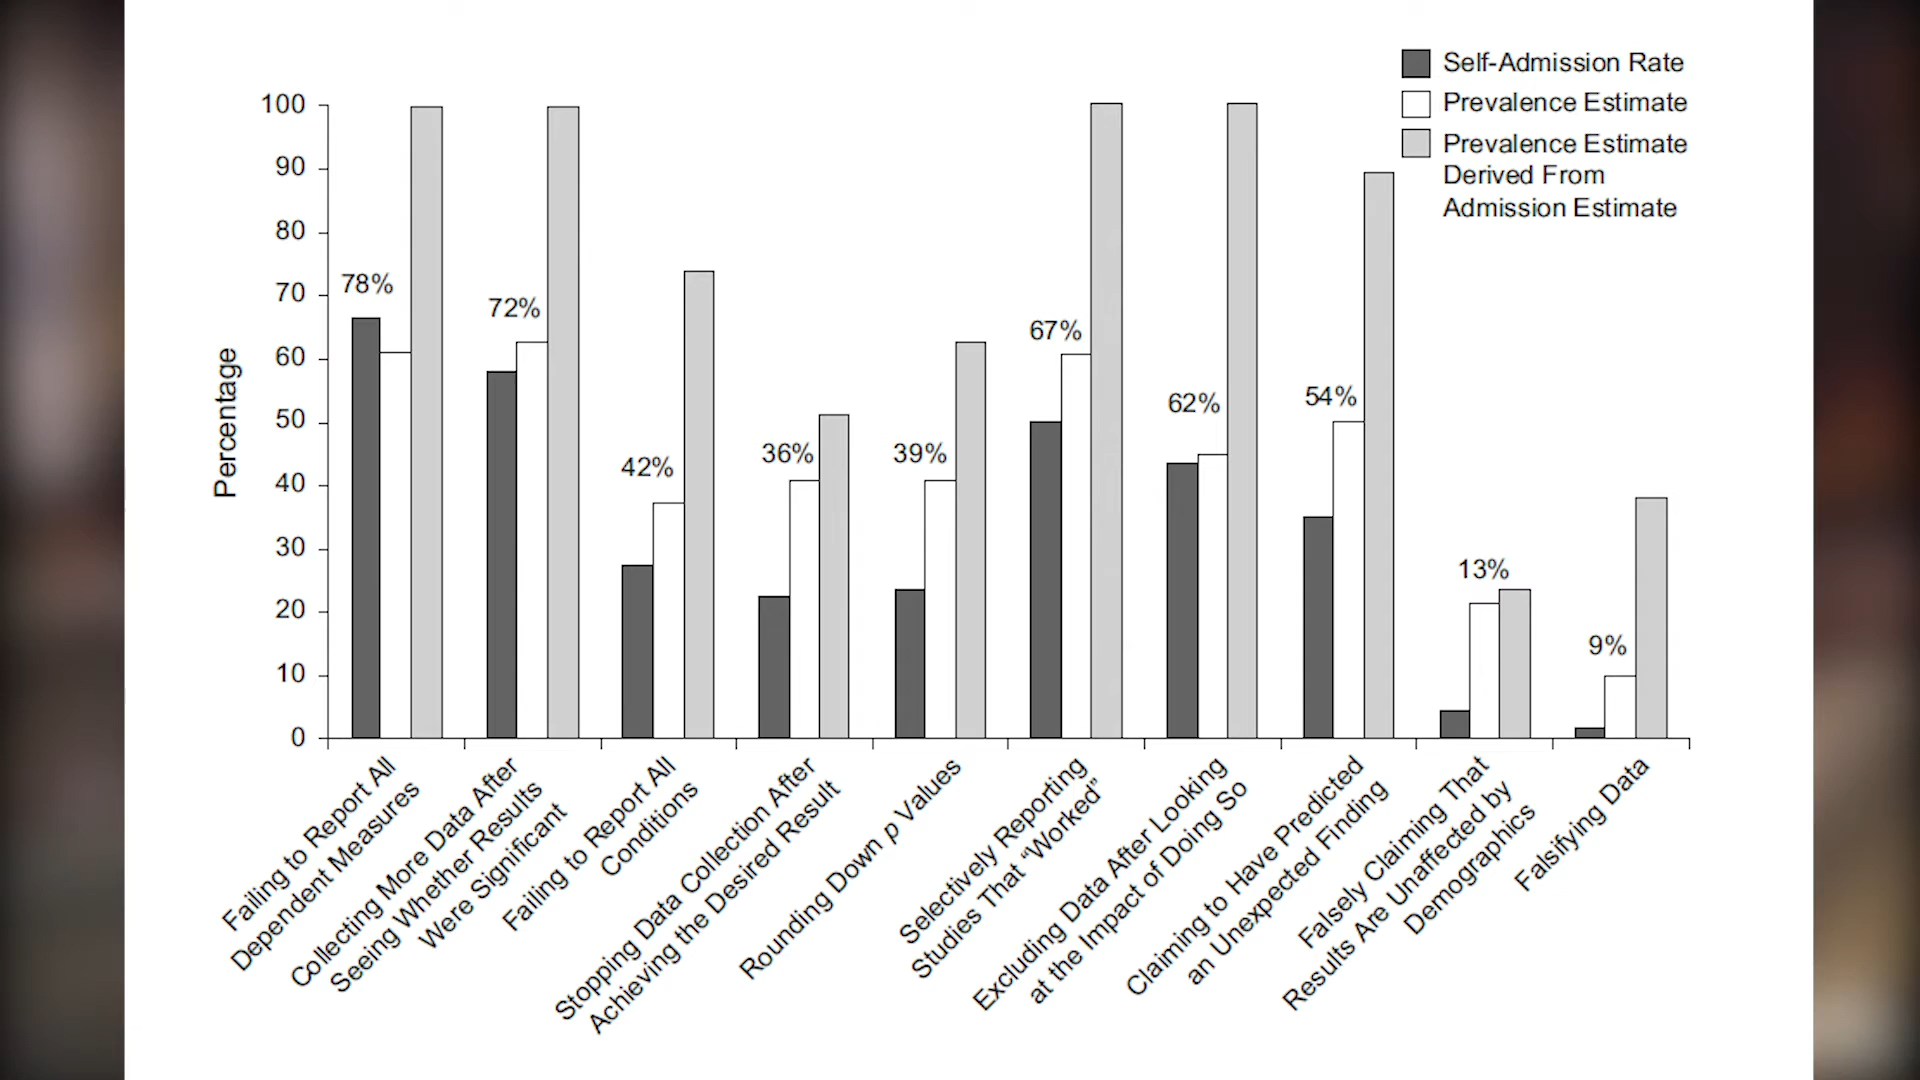 Self-Admission Rate
Prevalence Estimate
Prevalence Estimate
Derived From
Admission Estimate
Percentage
100
90
80
70
60
50
40
30
20
10
0
78%
72%
42%
36%
39%
67%
62%
54%
13%
9%
Failing to Report All
Dependent Measures
Collecting More Data After
Seeing Whether Results
Were Significant
Failing to Report All
Conditions
Stopping Data Collection After
Achieving the Desired Result
Rounding Down p Values
Selectively Reporting
Studies That “Worked”
Excluding Data After Looking
at the Impact of Doing So
Claiming to Have Predicted
an Unexpected Finding
Falsely Claiming That
Results Are Unaffected by
Demographics
Falsifying Data